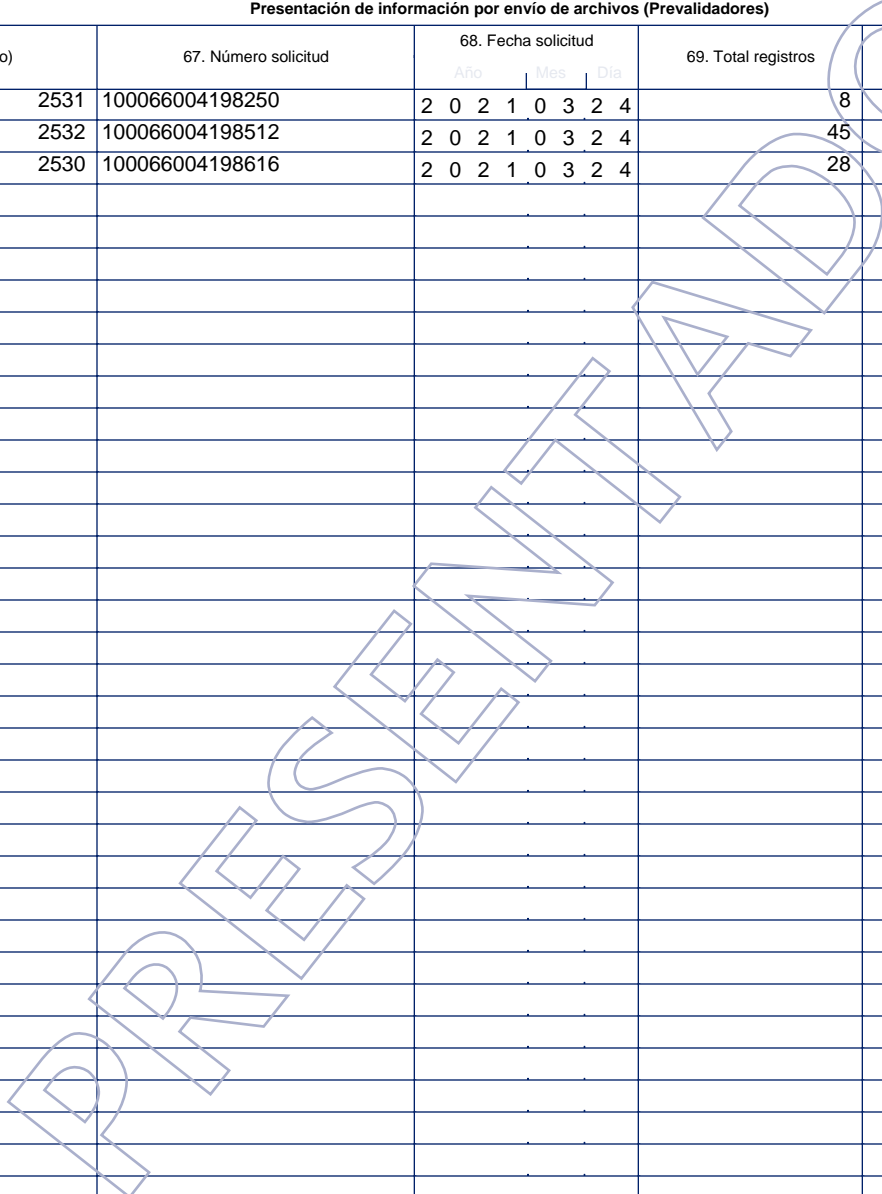 Presentación de información por envío de archivos (Prevalidadores)
o) 67. Número solicitud 68. Fecha solicitud 69. Total registros
Año Mes Día
2531 100066004198250 2 0 2 1 0 3 2 4 8
2532 100066004198512 2 0 2 1 0 3 2 4 45
2530 100066004198616 2 0 2 1 0 3 2 4 28
PRESENTADO